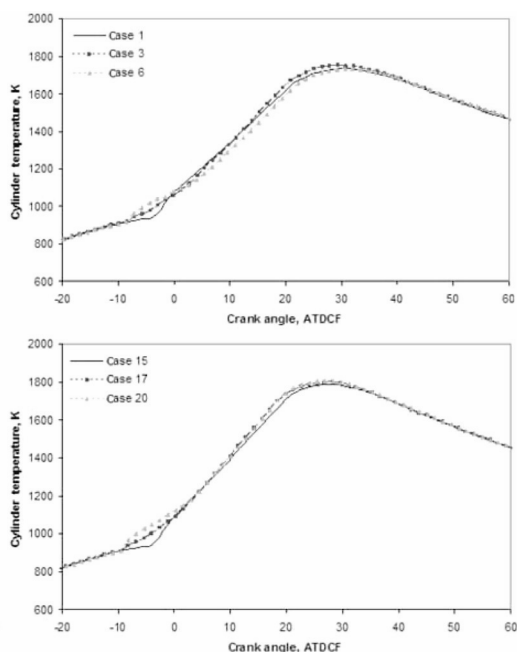 2000
Case 1
Case 3
Case 6
1800
1600
1400
1200
1000
800
600
Cylinder temperature, K
-20 -10 0 10 20 30 40 50 60
Crank angle, ATDCF
2000
Case 15
Case 17
Case 20
1800
1600
1400
1200
1000
800
600
Cylinder temperature, K
-20 -10 0 10 20 30 40 50 60
Crank angle, ATDCF